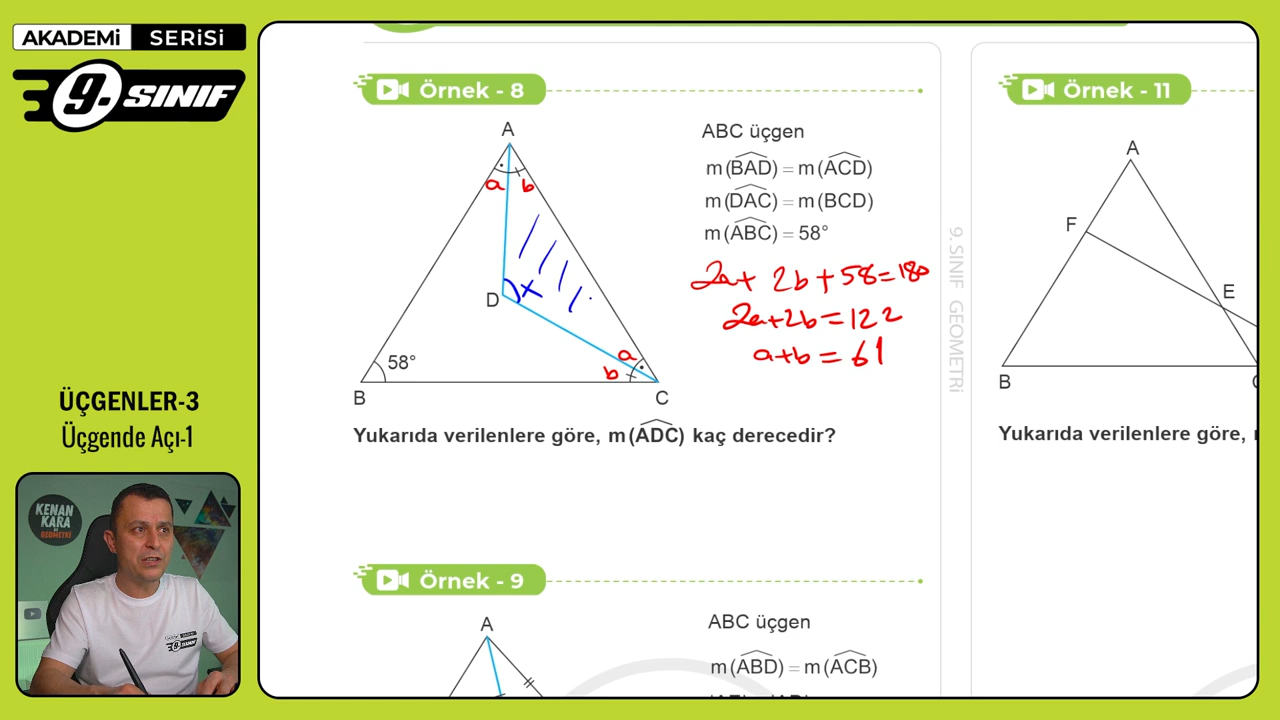 AKADEMİ SERİSİ
9. SINIF
ÜÇGENLER-3
Üçgende Açı-1
KENAN
KARA
GEOMETRİ
9. SINIF
Örnek - 8
A
a b
D x
a
b
58°
B C
ABC üçgen
m(BAD) = m(ACD)
m(DAC) = m(BCD)
m(ABC) = 58°
2a + 2b + 58 = 180
2a + 2b = 122
a + b = 61
Yukarıda verilenlere göre, m(ADC) kaç derecedir?
Örnek - 9
A
ABC üçgen
m(ABD) = m(ACB)
9. SINIF GEOMETRİ
Örnek - 11
A
F
E
B
Yukarıda verilenlere göre,